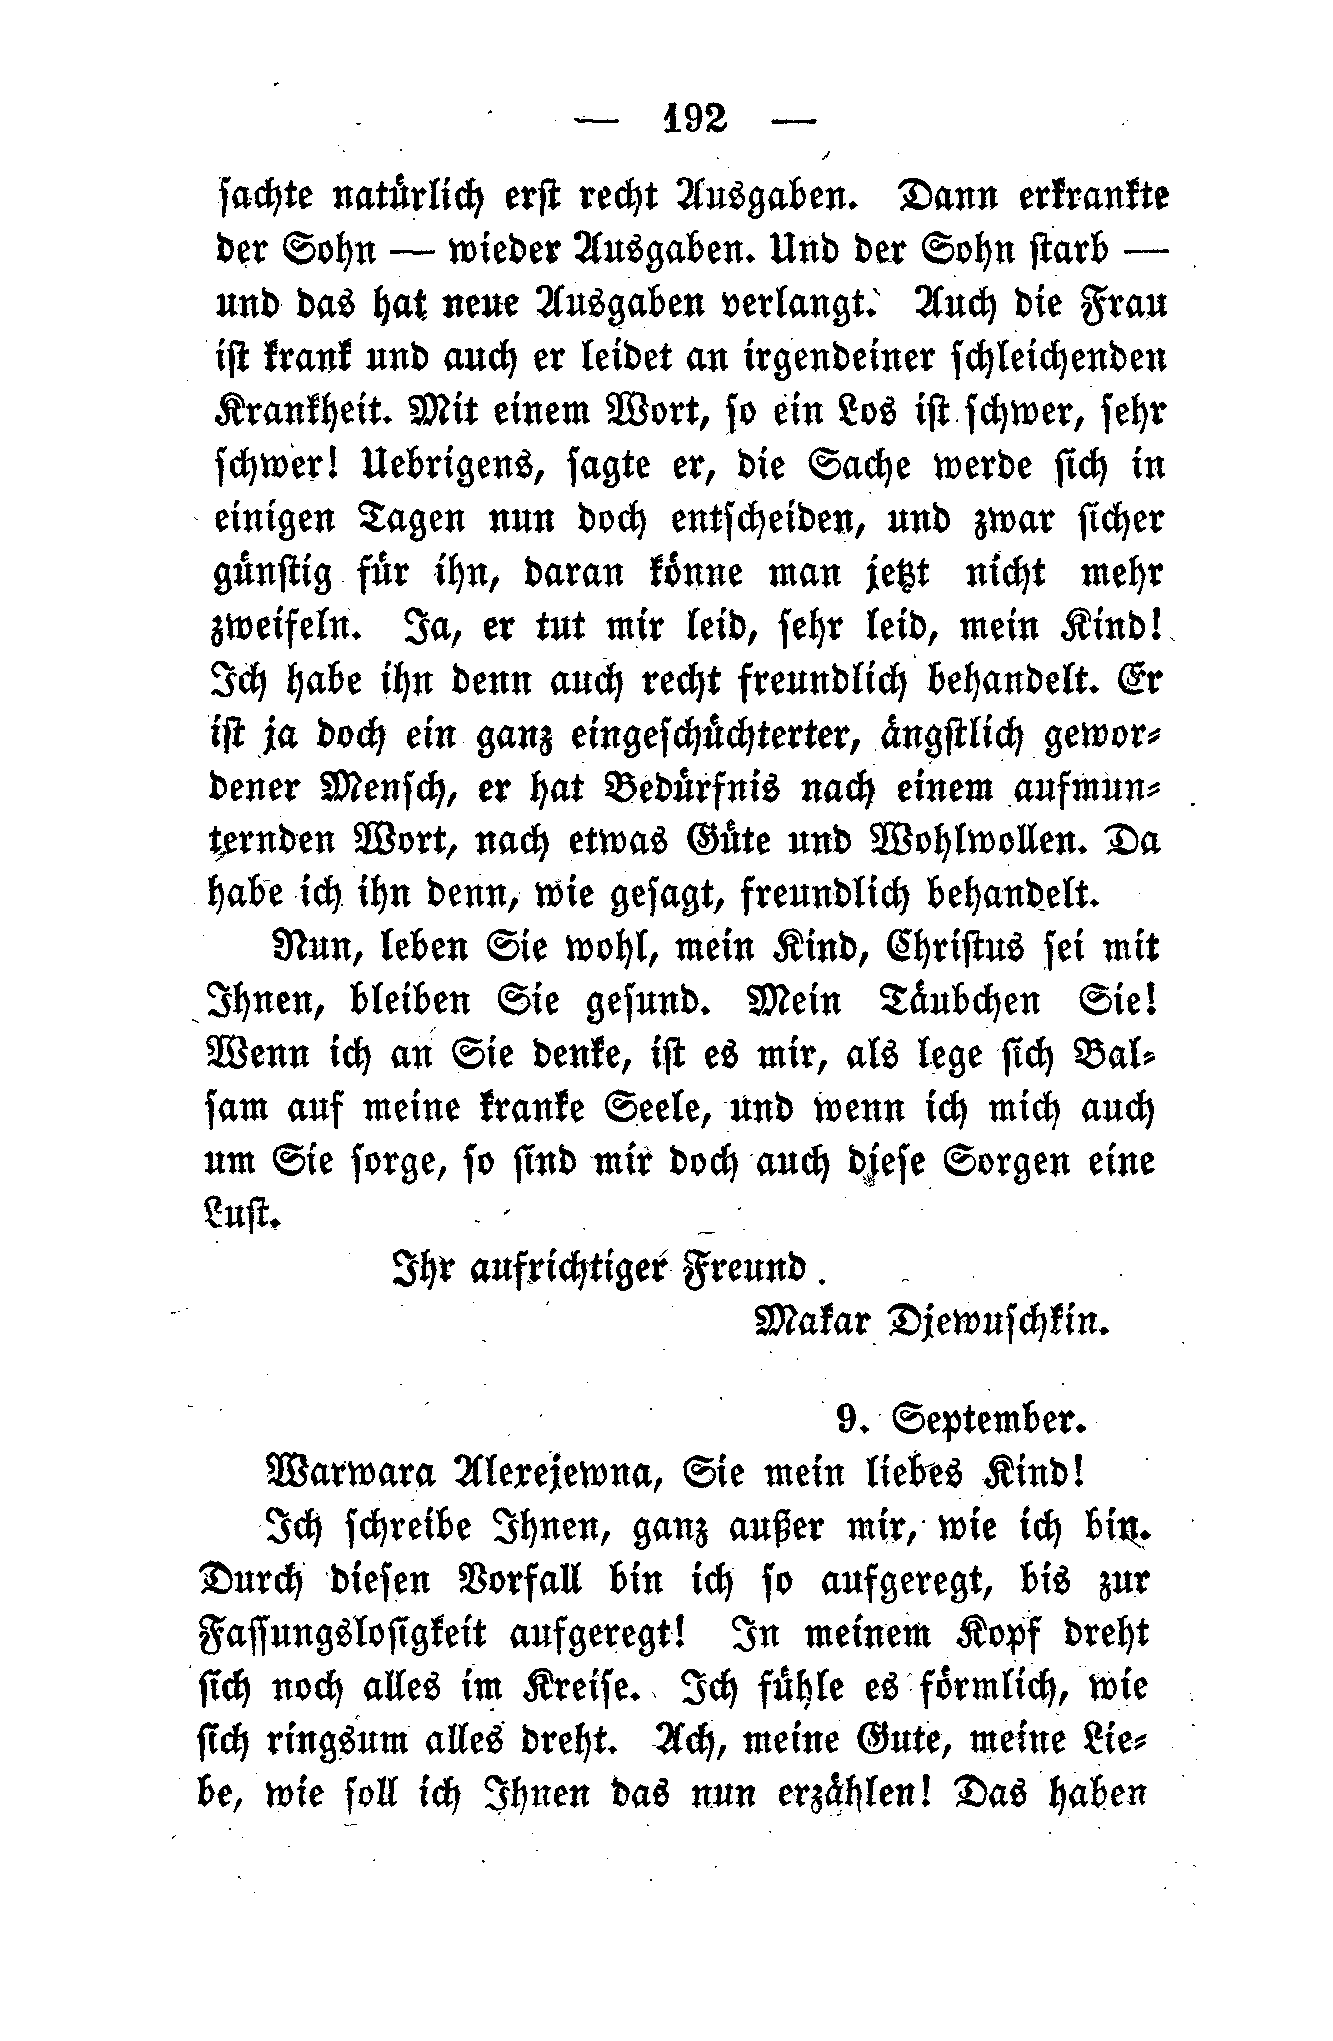 — 192 —
sachte natürlich erst recht Ausgaben. Dann erkrankte
der Sohn — wieder Ausgaben. Und der Sohn starb —
und das hat neue Ausgaben verlangt. Auch die Frau
ist krank und auch er leidet an irgendeiner schleichenden
Krankheit. Mit einem Wort, so ein Los ist schwer, sehr
schwer! Uebrigens, sagte er, die Sache werde sich in
einigen Tagen nun doch entscheiden, und zwar sicher
günstig für ihn, daran könne man jetzt nicht mehr
zweifeln. Ja, er tut mir leid, sehr leid, mein Kind!
Ich habe ihn denn auch recht freundlich behandelt. Er
ist ja doch ein ganz eingeschüchterter, ängstlich gewor-
dener Mensch, er hat Bedürfnis nach einem aufmun-
ternden Wort, nach etwas Güte und Wohlwollen. Da
habe ich ihn denn, wie gesagt, freundlich behandelt.
Nun, leben Sie wohl, mein Kind, Christus sei mit
Ihnen, bleiben Sie gesund. Mein Täubchen Sie!
Wenn ich an Sie denke, ist es mir, als lege sich Bal-
sam auf meine kranke Seele, und wenn ich mich auch
um Sie sorge, so sind mir doch auch diese Sorgen eine
Lust.
Ihr aufrichtiger Freund
Makar Djewuschkin.
9. September.
Warwara Alexejewna, Sie mein liebes Kind!
Ich schreibe Ihnen, ganz außer mir, wie ich bin.
Durch diesen Vorfall bin ich so aufgeregt, bis zur
Fassungslosigkeit aufgeregt! In meinem Kopf dreht
sich noch alles im Kreise. Ich fühle es förmlich, wie
sich ringsum alles dreht. Ach, meine Gute, meine Lie-
be, wie soll ich Ihnen das nun erzählen! Das haben